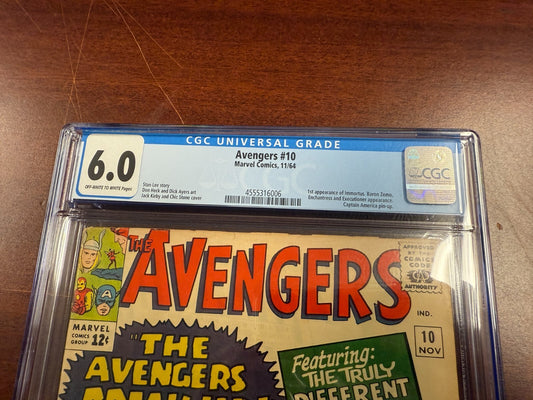 CGC UNIVERSAL GRADE
6.0
OFF-WHITE TO WHITE Pages
Avengers #10
Marvel Comics, 11/64
Stan Lee story
Don Heck and Dick Ayers art
Jack Kirby and Chic Stone cover
4555316006
1st appearance of Immortus. Baron Zemo,
Enchantress and Executioner appearance.
Captain America pin-up.
CGC
THE AVENGERS
APPROVED
BY THE
COMICS
CODE
AUTHORITY
MARVEL
COMICS
GROUP
12¢
IND.
10
NOV
"THE
AVENGERS
Featuring:
THE TRULY
DIFFERENT